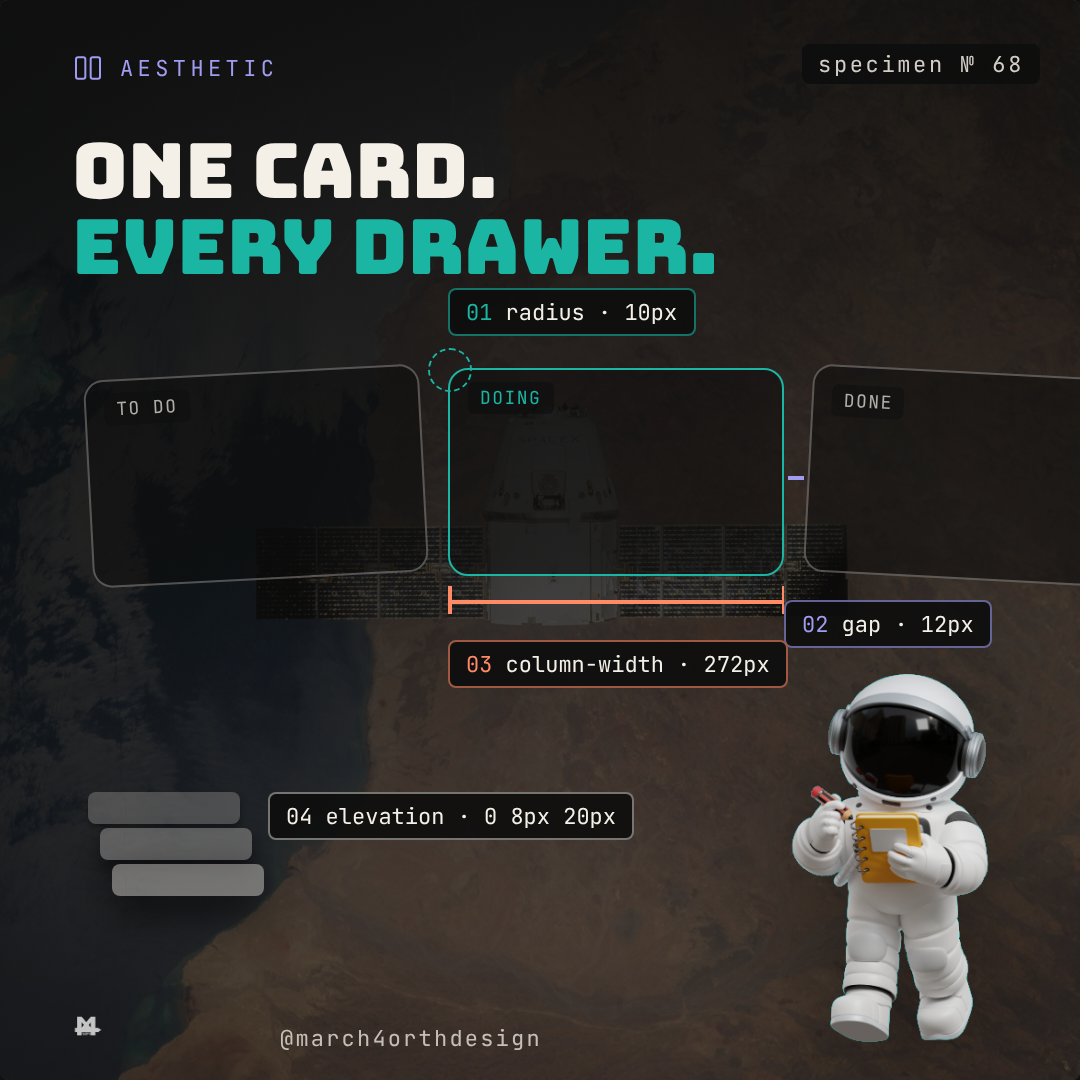 AESTHETIC
specimen № 68
ONE CARD.
EVERY DRAWER.
01 radius · 10px
TO DO
DOING
DONE
02 gap · 12px
03 column-width · 272px
04 elevation · 0 8px 20px
@march4orthdesign